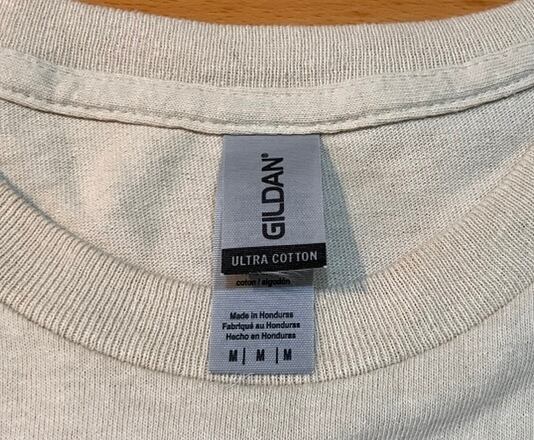 GILDAN®
ULTRA COTTON
coton / algodón
Made in Honduras
Fabriqué au Honduras
Hecho en Honduras
M | M | M